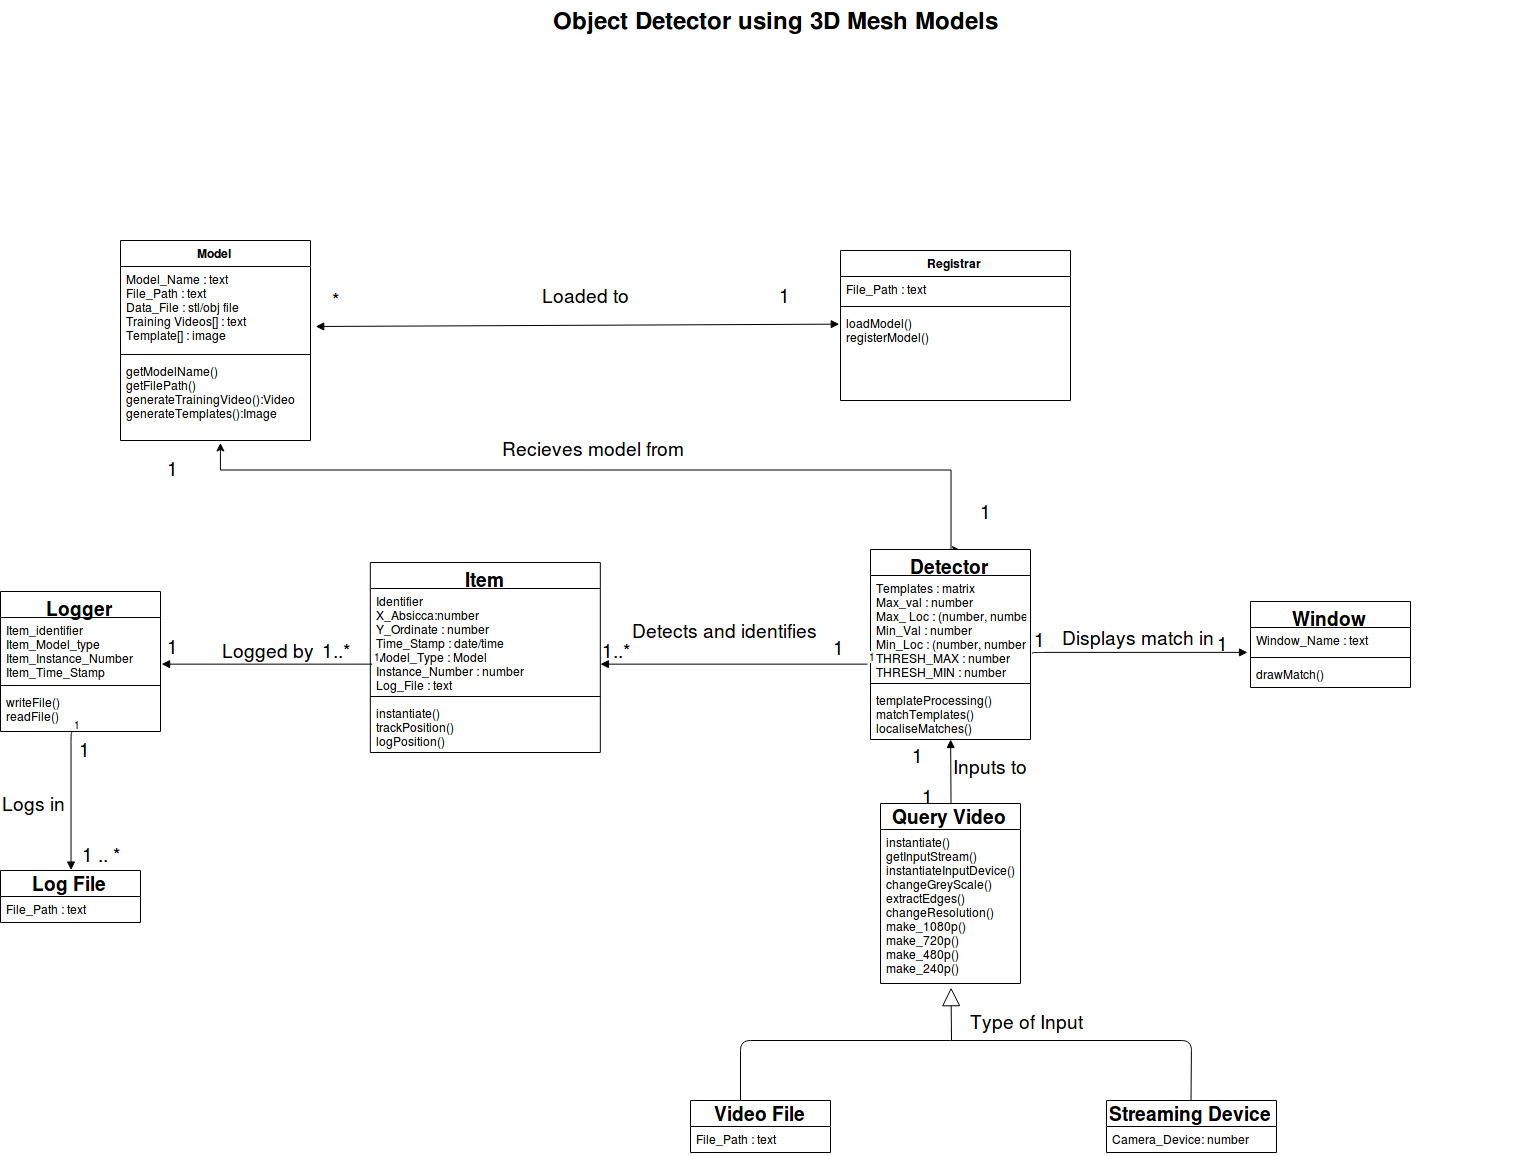 Object Detector using 3D Mesh Models
Model
Model_Name : text
File_Path : text
Data_File : stl/obj file
Training Videos[] : text
Template[] : image
getModelName()
getFilePath()
generateTrainingVideo():Video
generateTemplates():Image
*
Loaded to
1
Registrar
File_Path : text
loadModel()
registerModel()
1
Recieves model from
1
Logger
Item_identifier
Item_Model_type
Item_Instance_Number
Item_Time_Stamp
writeFile()
readFile()
1
1
Logged by
1..*
Item
Identifier
X_Absicca:number
Y_Ordinate : number
Time_Stamp : date/time
1
Model_Type : Model
Instance_Number : number
Log_File : text
instantiate()
trackPosition()
logPosition()
1..*
Detects and identifies
1
Detector
Templates : matrix
Max_val : number
Max_ Loc : (number, numbe
Min_Val : number
Min_Loc : (number, number
1
THRESH_MAX : number
THRESH_MIN : number
templateProcessing()
matchTemplates()
localiseMatches()
1
Displays match in
1
Window
Window_Name : text
drawMatch()
1
Logs in
1 .. *
Log File
File_Path : text
1
Inputs to
1
Query Video
instantiate()
getInputStream()
instantiateInputDevice()
changeGreyScale()
extractEdges()
changeResolution()
make_1080p()
make_720p()
make_480p()
make_240p()
Type of Input
Video File
File_Path : text
Streaming Device
Camera_Device: number